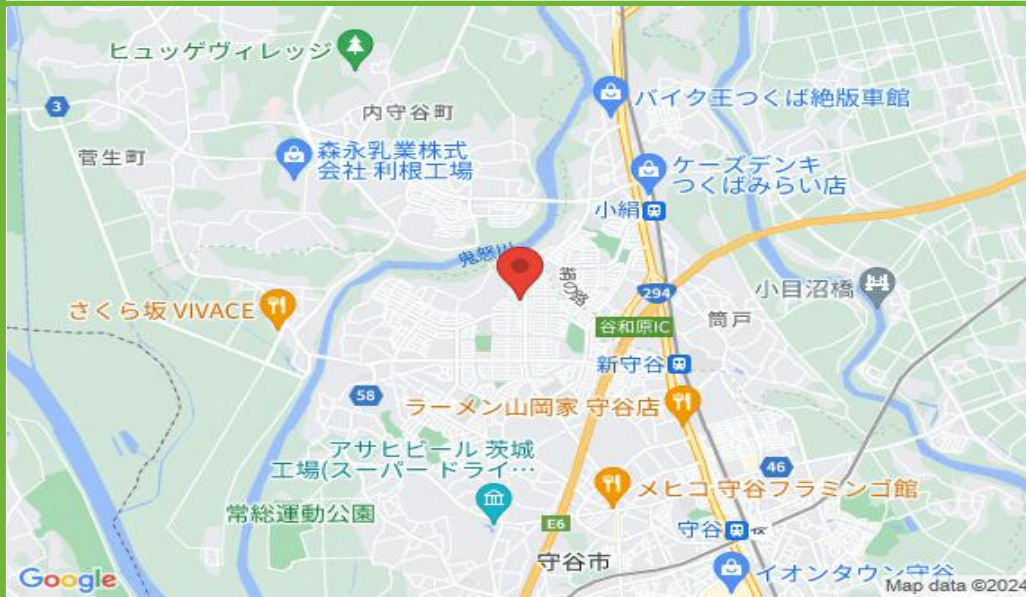 ヒュッゲヴィレッジ
バイク王つくば絶版車館
3
内守谷町
菅生町
森永乳業株式
会社 利根工場
ケーズデンキ
つくばみらい店
小絹
鬼怒川
294
小目沼橋
さくら坂 VIVACE
谷和原IC
筒戸
新守谷
58
ラーメン山岡家 守谷店
アサヒビール 茨城
工場(スーパー ドライ…
46
メヒコ 守谷フラミンゴ館
常総運動公園
E6
守谷
守谷市
イオンタウン守谷
Google
Map data ©2024